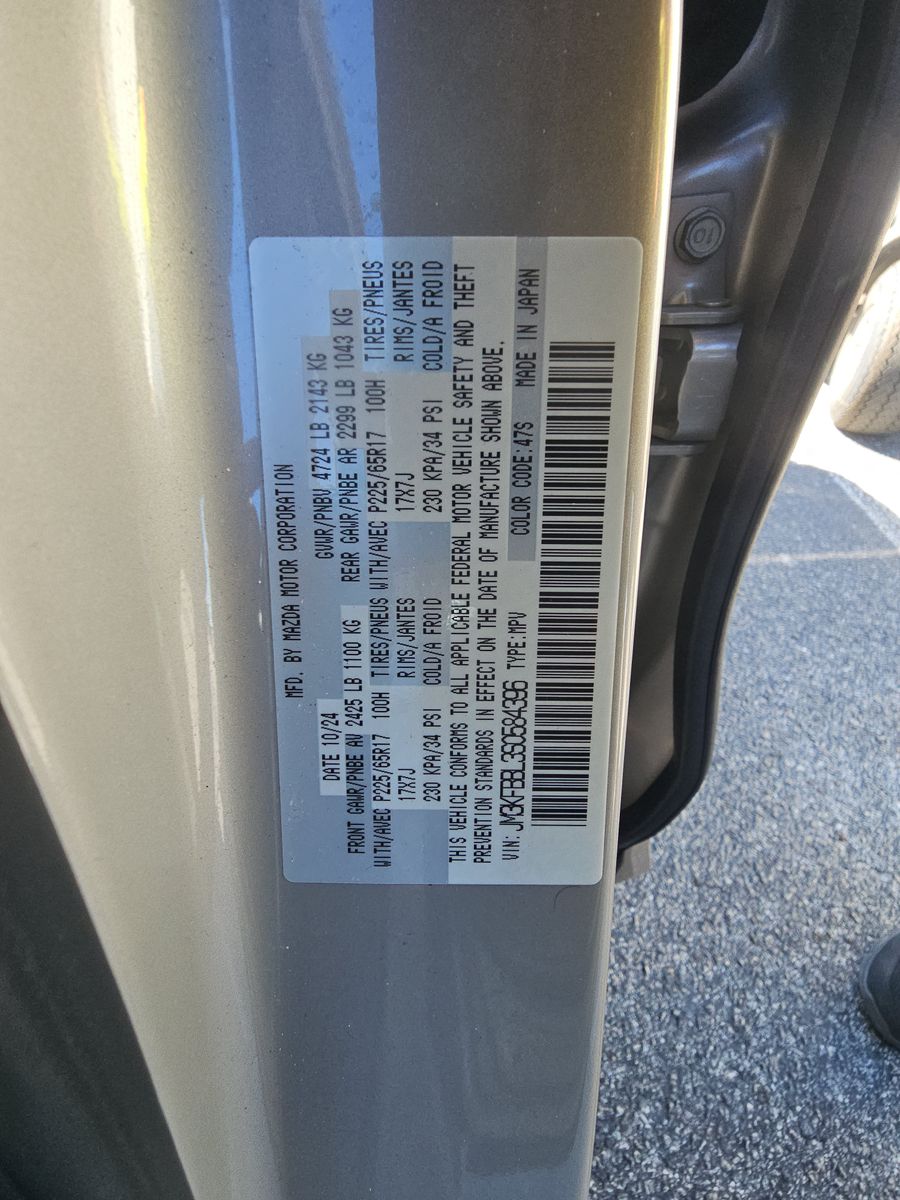 MFD. BY MAZDA MOTOR CORPORATION
DATE 10/24 GVWR/PNBV 4724 LB 2143 KG
FRONT GAWR/PNBE AV 2425 LB 1100 KG REAR GAWR/PNBE AR 2299 LB 1043 KG
WITH/AVEC P225/65R17 100H TIRES/PNEUS WITH/AVEC P225/65R17 100H TIRES/PNEUS
17X7J RIMS/JANTES 17X7J RIMS/JANTES
230 KPA/34 PSI COLD/A FROID 230 KPA/34 PSI COLD/A FROID
THIS VEHICLE CONFORMS TO ALL APPLICABLE FEDERAL MOTOR VEHICLE SAFETY AND THEFT
PREVENTION STANDARDS IN EFFECT ON THE DATE OF MANUFACTURE SHOWN ABOVE.
VIN: JM3KFBBL3S0584396 TYPE:MPV COLOR CODE:47S MADE IN JAPAN
10